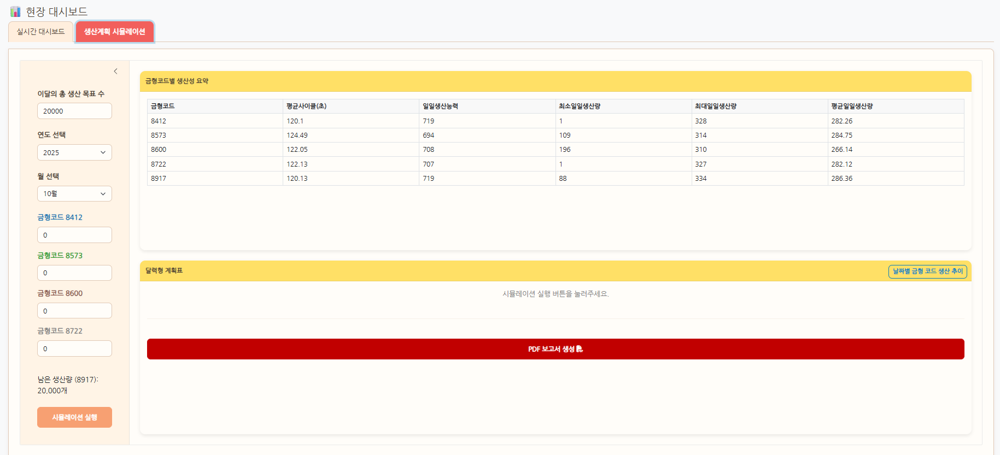 현장 대시보드
실시간 대시보드
생산계획 시뮬레이션
이달의 총 생산 목표 수
20000
연도 선택
2025
월 선택
10월
금형코드 8412
0
금형코드 8573
0
금형코드 8600
0
금형코드 8722
0
남은 생산량 (8917):
20,000개
시뮬레이션 실행
금형코드별 생산성 요약
금형코드 평균사이클(초) 일일생산능력 최소일일생산량 최대일일생산량 평균일일생산량
8412 120.1 719 1 328 282.26
8573 124.49 694 109 314 284.75
8600 122.05 708 196 310 266.14
8722 122.13 707 1 327 282.12
8917 120.13 719 88 334 286.36
달력형 계획표
날짜별 금형 코드 생산 추이
시뮬레이션 실행 버튼을 눌러주세요.
PDF 보고서 생성